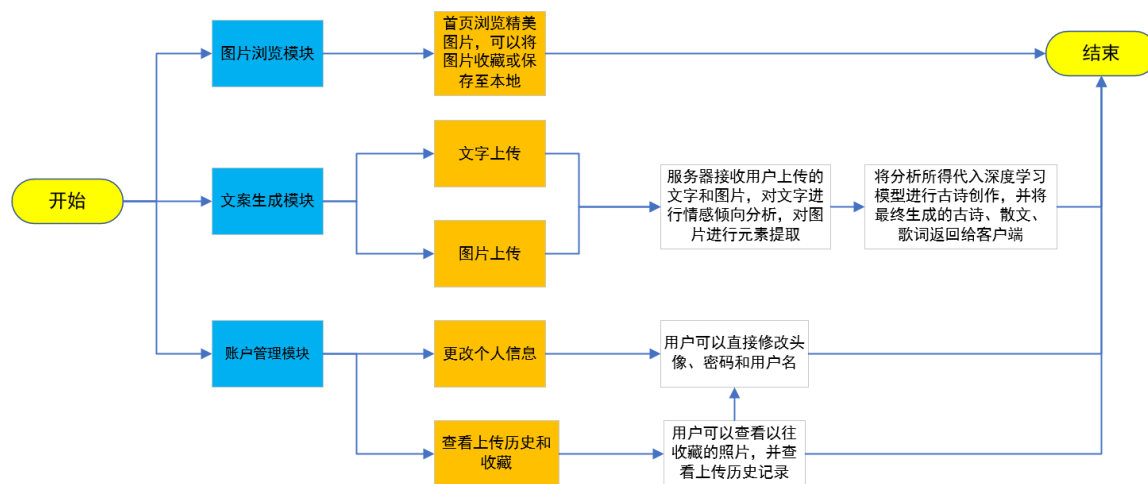 开始
图片浏览模块
首页浏览精美
图片，可以将
图片收藏或保
存至本地
结束
文案生成模块
文字上传
图片上传
服务器接收用户上传的
文字和图片，对文字进
行情感倾向分析，对图
片进行元素提取
将分析所得代入深度学习
模型进行古诗创作，并将
最终生成的古诗、散文、
歌词返回给客户端
账户管理模块
更改个人信息
用户可以直接修改头
像、密码和用户名
查看上传历史和
收藏
用户可以查看以往
收藏的照片，并查
看上传历史记录